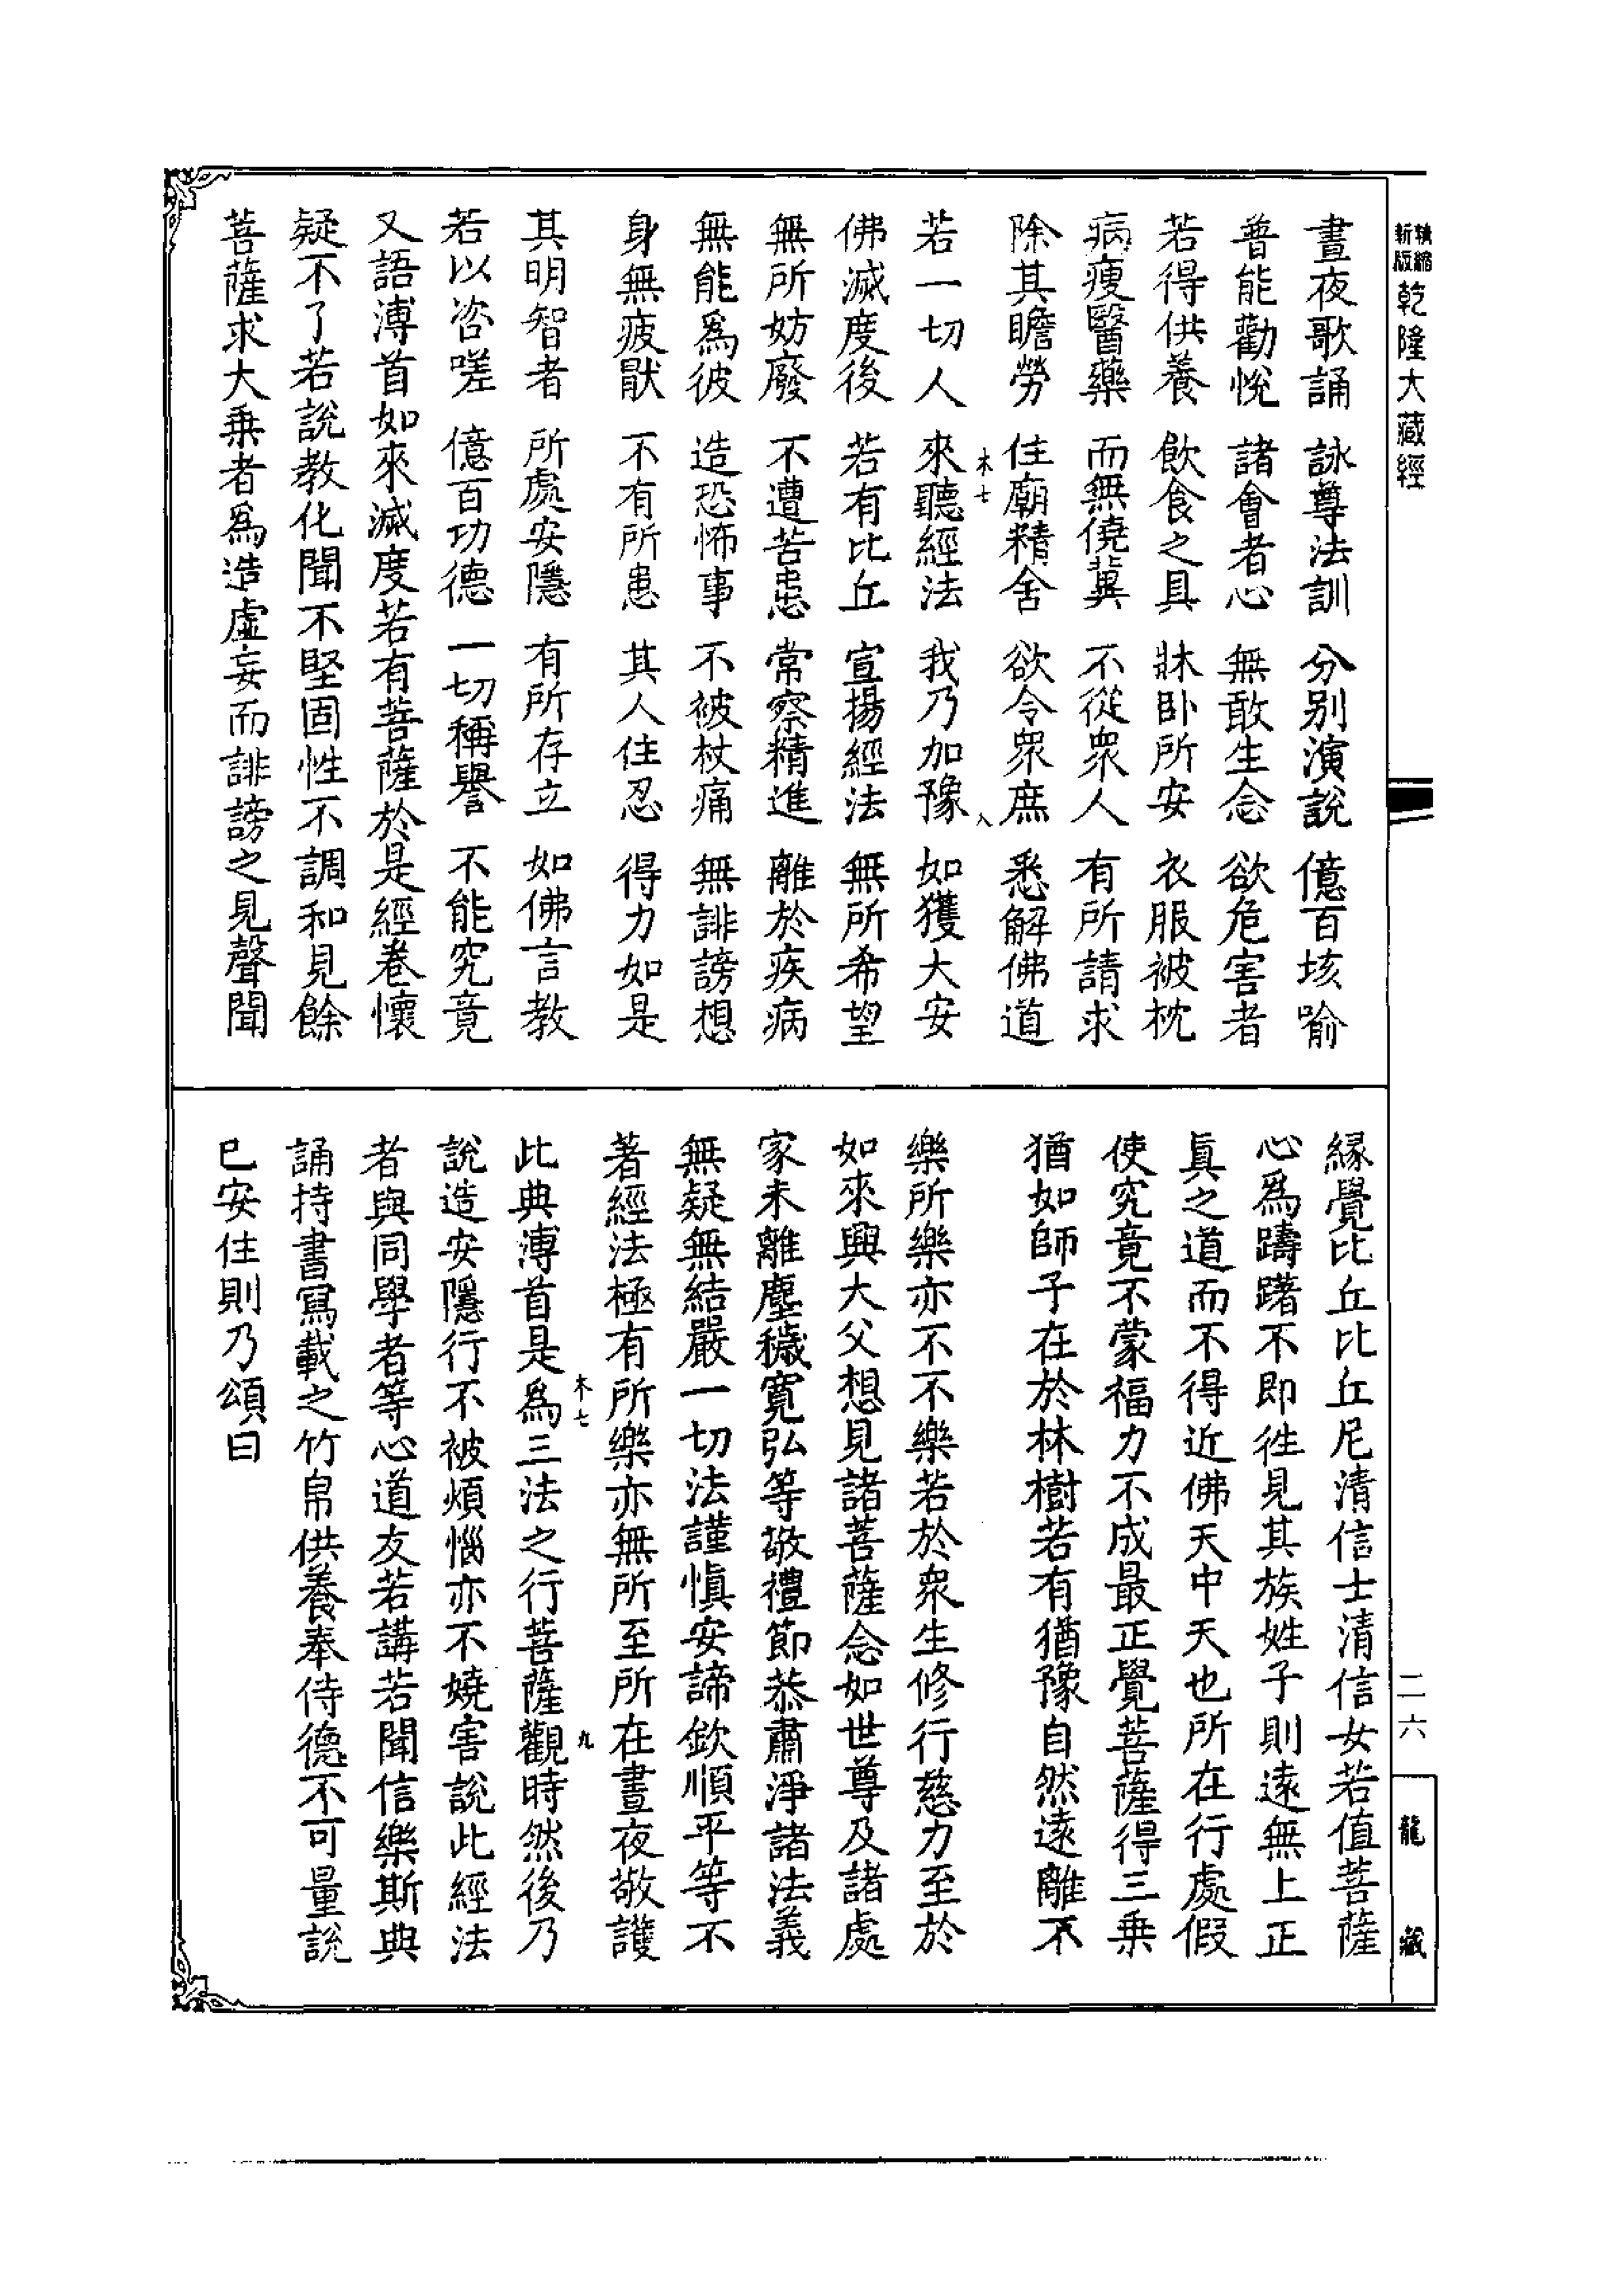 新版精縮
乾隆大藏經
晝夜歌誦　詠尊法訓　分别演說　億百垓喻
普能勸悅　諸會者心　無敢生念　欲危害者
若得供養　飲食之具　牀臥所安　衣服被枕
病瘦醫藥　而無僥冀　不從衆人　有所請求
除其瞻勞　住廟精舍　欲令衆庶　悉解佛道
木七　八
若一切人　來聽經法　我乃加豫　如獲大安
佛滅度後　若有比丘　宣揚經法　無所希望
無所妨廢　不遭苦患　常察精進　離於疾病
無能爲彼　造恐怖事　不被杖痛　無誹謗想
身無疲猒　不有所患　其人住忍　得力如是
其明智者　所處安隱　有所存立　如佛言教
若以咨嗟　億百功德　一切稱譽　不能究竟
又語溥首如來滅度若有菩薩於是經卷懷
疑不了若說教化聞不堅固性不調和見餘
菩薩求大乘者爲造虛妄而誹謗之見聲聞
緣覺比丘比丘尼清信士清信女若值菩薩
心爲躊躇不即往見其族姓子則遠無上正
眞之道而不得近佛天中天也所在行處假
使究竟不蒙福力不成最正覺菩薩得三乘
猶如師子在於林樹若有猶豫自然遠離不
樂所樂亦不不樂若於衆生修行慈力至於
如來興大父想見諸菩薩念如世尊及諸處
家未離塵穢寬弘等敬禮節恭肅淨諸法義
無疑無結嚴一切法謹慎安諦欽順平等不
著經法極有所樂亦無所至所在晝夜敬護
木七　九
此典溥首是爲三法之行菩薩觀時然後乃
說造安隱行不被煩惱亦不嬈害說此經法
者與同學者等心道友若講若聞信樂斯典
誦持書寫載之竹帛供養奉侍德不可量說
已安住則乃頌曰
二六
龍藏